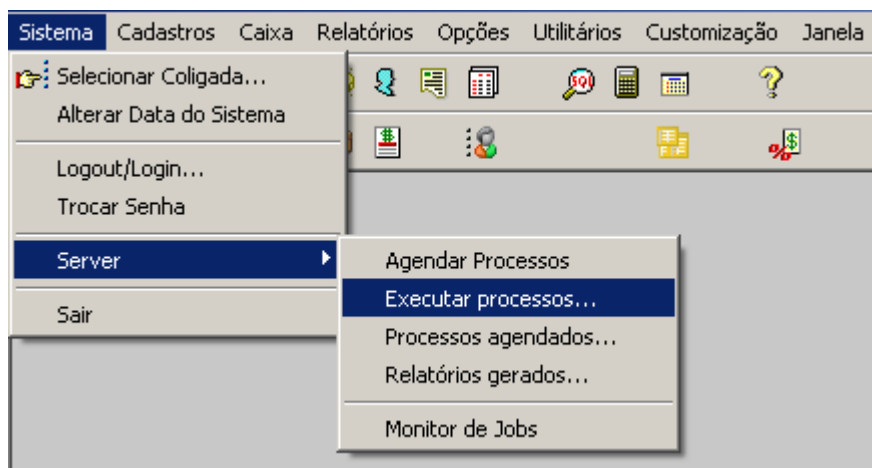 Sistema Cadastros Caixa Relatórios Opções Utilitários Customização Janela
Selecionar Coligada...
Alterar Data do Sistema
Logout/Login...
Trocar Senha
Server
Sair
Agendar Processos
Executar processos...
Processos agendados...
Relatórios gerados...
Monitor de Jobs
SQL